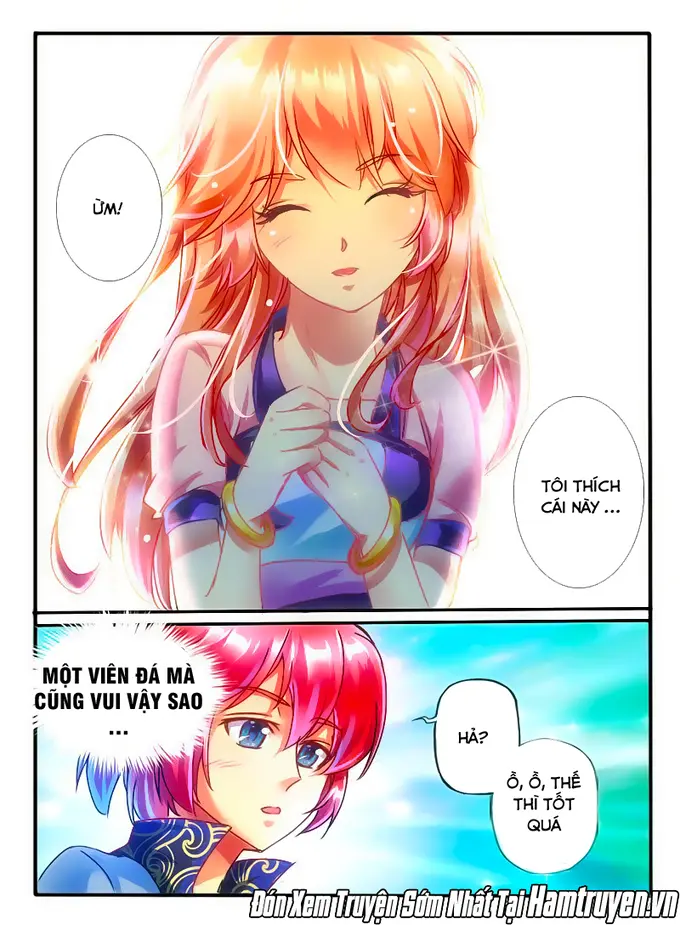 ỪM!
TÔI THÍCH
CÁI NÀY ...
MỘT VIÊN ĐÁ MÀ
CŨNG VUI VẬY SAO
...
HẢ?
Ồ, Ồ, THẾ
THÌ TỐT
QUÁ
Đón Xem Truyện Sớm Nhất Tại Hamtruyen.vn